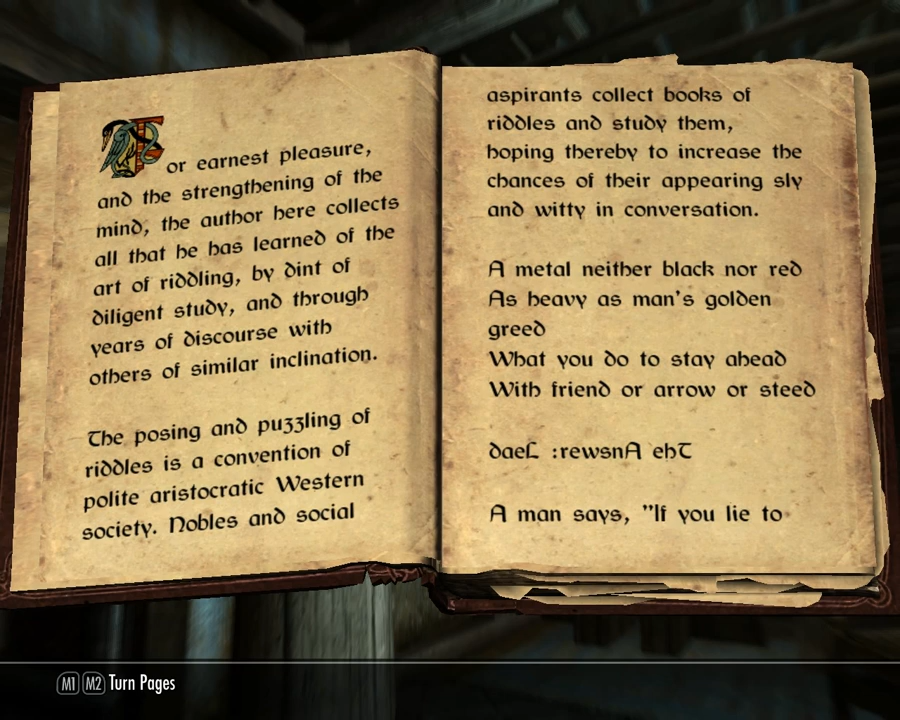 For earnest pleasure,
and the strengthening of the
mind, the author here collects
all that he has learned of the
art of riddling, by dint of
diligent study, and through
years of discourse with
others of similar inclination.
The posing and puzzling of
riddles is a convention of
polite aristocratic Western
society. Nobles and social
aspirants collect books of
riddles and study them,
hoping thereby to increase the
chances of their appearing sly
and witty in conversation.
A metal neither black nor red
As heavy as man's golden
greed
What you do to stay ahead
With friend or arrow or steed
daeL :rewsnA ehT
A man says, "If you lie to
M1 M2 Turn Pages